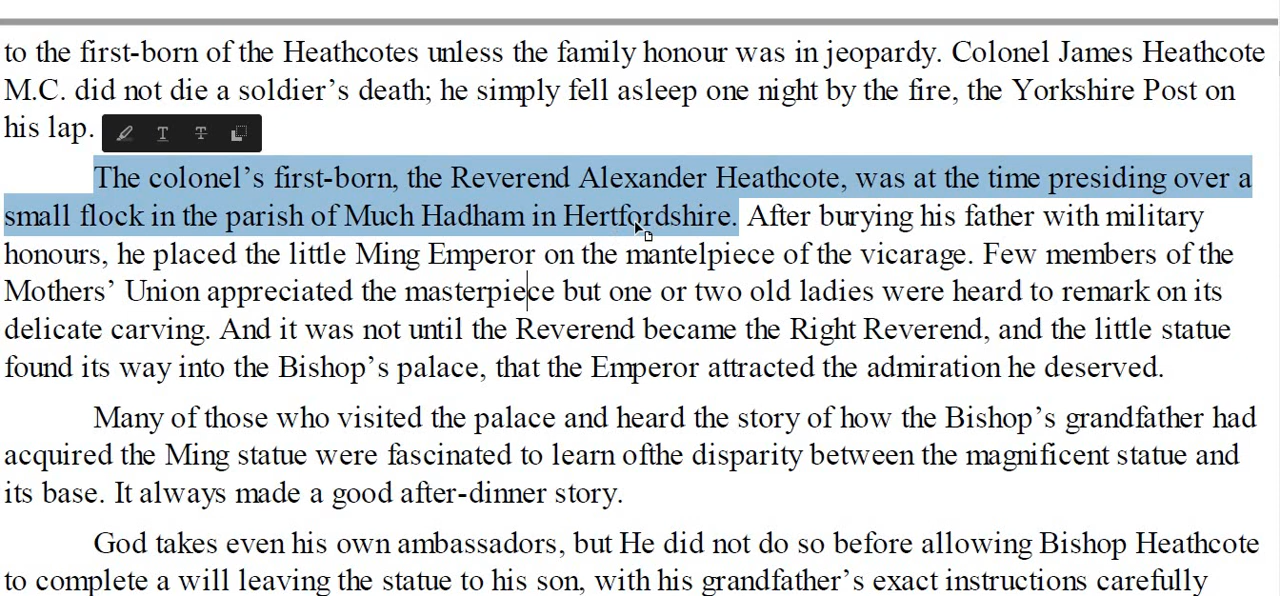 to the first-born of the Heathcotes unless the family honour was in jeopardy. Colonel James Heathcote
M.C. did not die a soldier’s death; he simply fell asleep one night by the fire, the Yorkshire Post on
his lap.
The colonel’s first-born, the Reverend Alexander Heathcote, was at the time presiding over a
small flock in the parish of Much Hadham in Hertfordshire. After burying his father with military
honours, he placed the little Ming Emperor on the mantelpiece of the vicarage. Few members of the
Mothers’ Union appreciated the masterpiece but one or two old ladies were heard to remark on its
delicate carving. And it was not until the Reverend became the Right Reverend, and the little statue
found its way into the Bishop’s palace, that the Emperor attracted the admiration he deserved.
Many of those who visited the palace and heard the story of how the Bishop’s grandfather had
acquired the Ming statue were fascinated to learn ofthe disparity between the magnificent statue and
its base. It always made a good after-dinner story.
God takes even his own ambassadors, but He did not do so before allowing Bishop Heathcote
to complete a will leaving the statue to his son, with his grandfather’s exact instructions carefully